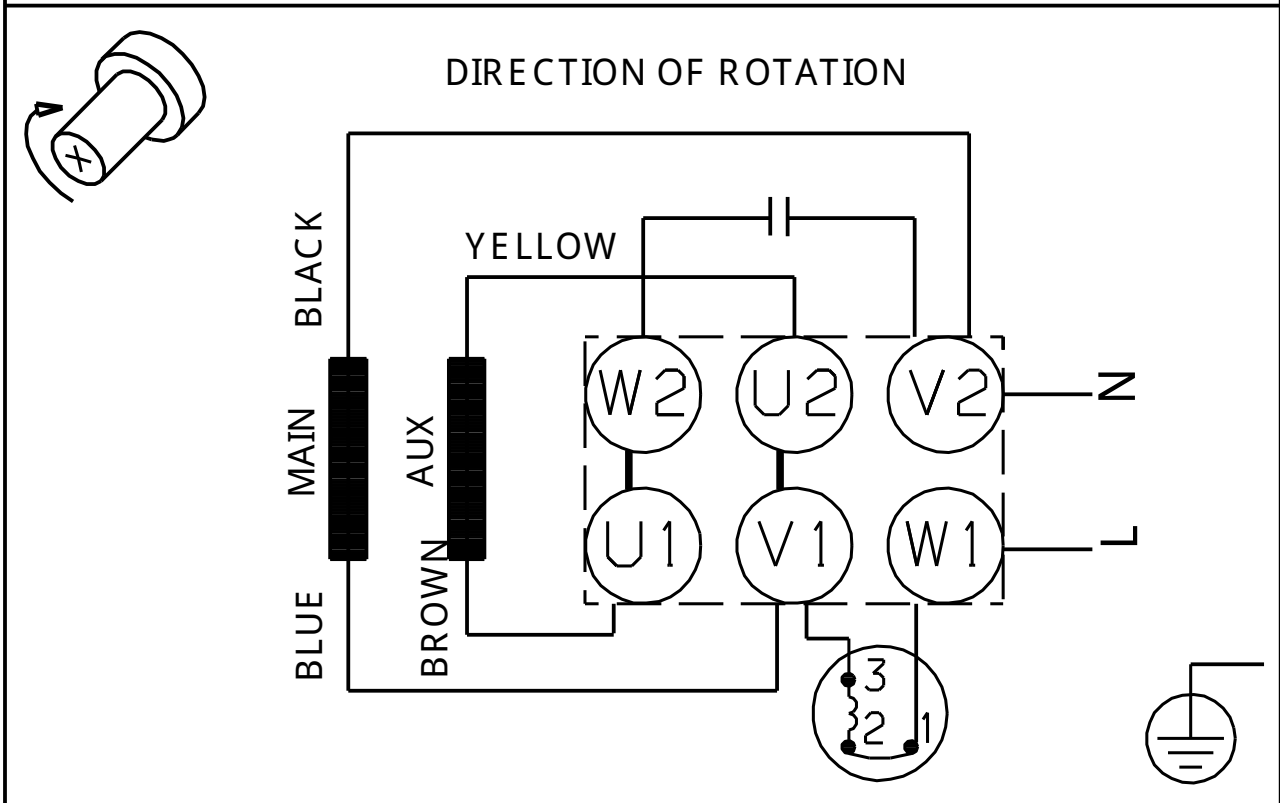 DIRECTION OF ROTATION
BLACK
YELLOW
MAIN
AUX
W2 U2 V2
N
U1 V1 W1
L
BLUE
BROWN
3
2
1